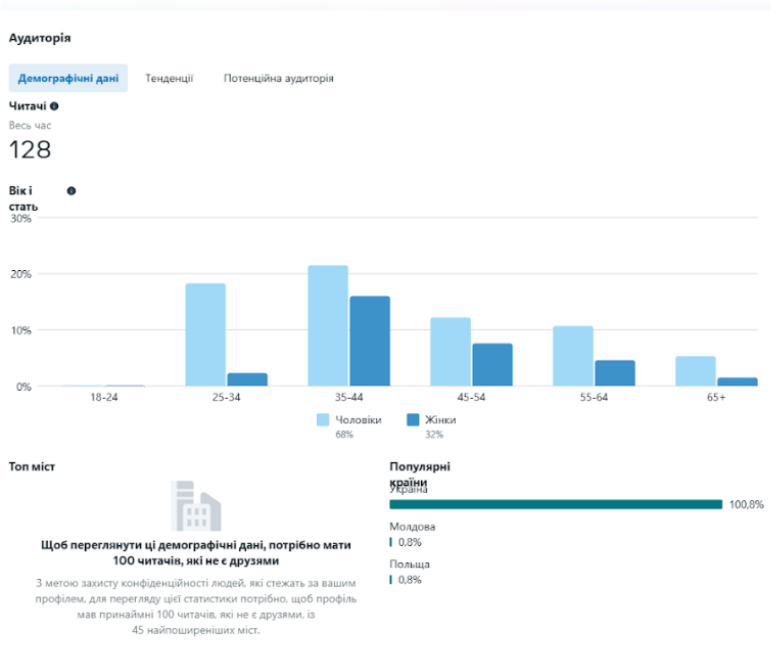 Аудиторія
Демографічні дані Тенденції Потенційна аудиторія
Читачі
Весь час
128
Вік і
стать
30%
20%
10%
0%
18-24 25-34 35-44 45-54 55-64 65+
Чоловіки Жінки
68% 32%
Топ міст
Щоб переглянути ці демографічні дані, потрібно мати
100 читачів, які не є друзями
З метою захисту конфіденційності людей, які стежать за вашим
профілем, для перегляду цієї статистики потрібно, щоб профіль
мав принаймні 100 читачів, які не є друзями, із
45 найпоширеніших міст.
Популярні
країни
Україна
100,8%
Молдова
0,8%
Польща
0,8%